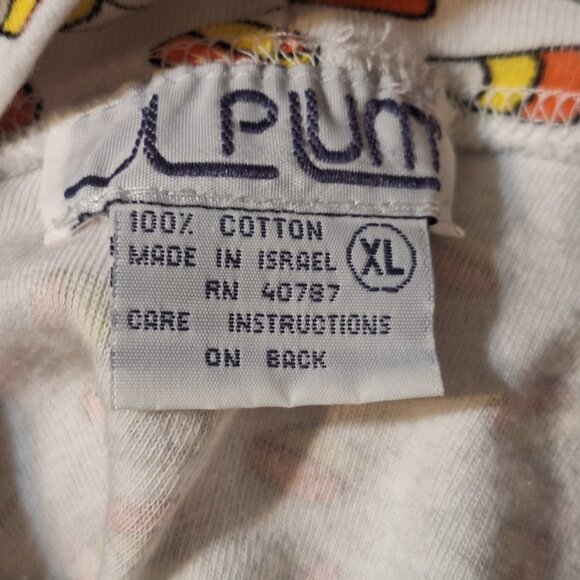 PLUM
100% COTTON
MADE IN ISRAEL XL
RN 40787
CARE INSTRUCTIONS
ON BACK